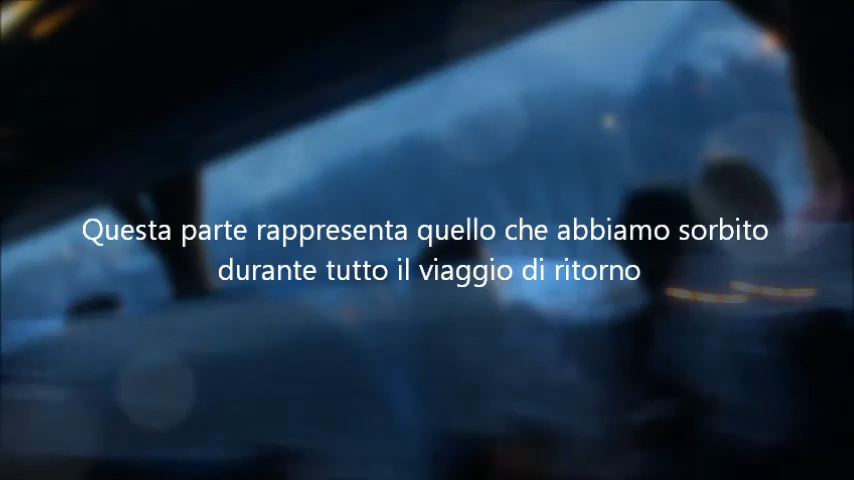 Questa parte rappresenta quello che abbiamo sorbito
durante tutto il viaggio di ritorno